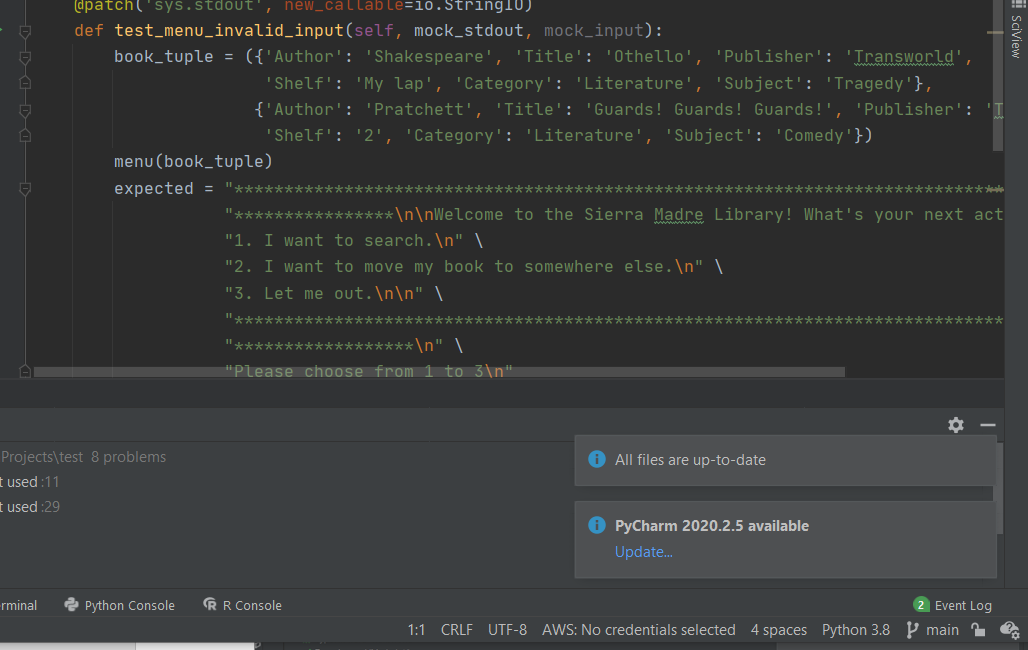 @patch('sys.stdout', new_callable=io.StringIO)
def test_menu_invalid_input(self, mock_stdout, mock_input):
book_tuple = ({'Author': 'Shakespeare', 'Title': 'Othello', 'Publisher': 'Transworld',
'Shelf': 'My lap', 'Category': 'Literature', 'Subject': 'Tragedy'},
{'Author': 'Pratchett', 'Title': 'Guards! Guards! Guards!', 'Publisher': 'T
'Shelf': '2', 'Category': 'Literature', 'Subject': 'Comedy'})
menu(book_tuple)
expected = "*****************************************************************************
"****************\n\nWelcome to the Sierra Madre Library! What's your next act
"1. I want to search.\n" \
"2. I want to move my book to somewhere else.\n" \
"3. Let me out.\n\n" \
"*****************************************************************************
"******************\n" \
"Please choose from 1 to 3\n"
SciView
Projects\test 8 problems
t used :11
t used :29
All files are up-to-date
PyCharm 2020.2.5 available
Update...
rminal Python Console R Console 2 Event Log
1:1 CRLF UTF-8 AWS: No credentials selected 4 spaces Python 3.8 main